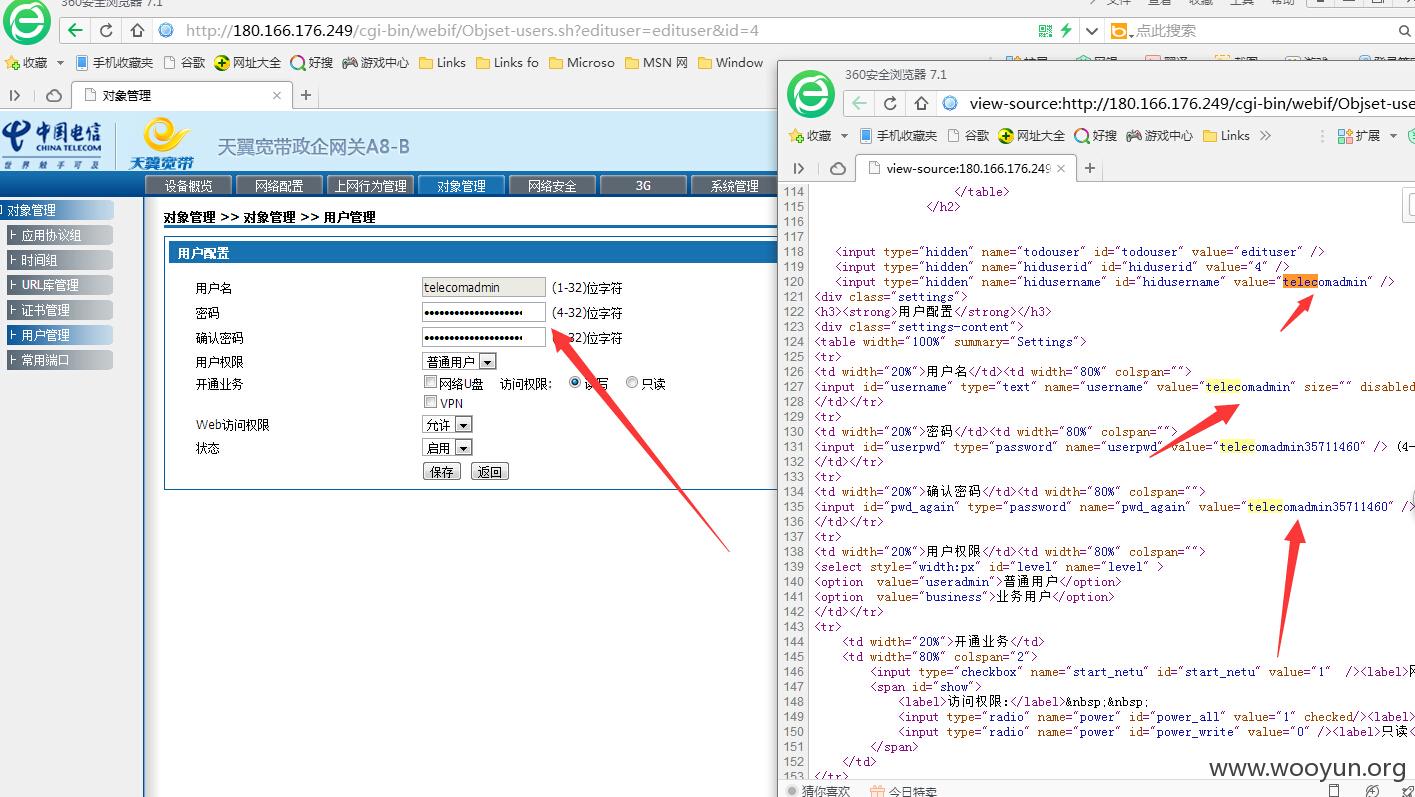 360安全浏览器 7.1
文件 查看 收藏 工具 帮助
http://180.166.176.249/cgi-bin/webif/Objset-users.sh?edituser=edituser&id=4
点此搜索
收藏 手机收藏夹 谷歌 网址大全 好搜 游戏中心 Links Links fo Microso MSN 网 Window
对象管理
中国电信
CHINA TELECOM
世界触手可及
天翼宽带
天翼宽带政企网关A8-B
设备概览 网络配置 上网行为管理 对象管理 网络安全 3G 系统管理
对象管理
应用协议组
时间组
URL库管理
证书管理
用户管理
常用端口
对象管理 >> 对象管理 >> 用户管理
用户配置
用户名 telecomadmin (1-32)位字符
密码 (4-32)位字符
确认密码 32)位字符
用户权限 普通用户
开通业务 网络U盘 访问权限: 读写 只读
VPN
Web访问权限 允许
状态 启用
保存 返回
360安全浏览器 7.1
view-source:http://180.166.176.249/cgi-bin/webif/Objset-use
收藏 手机收藏夹 谷歌 网址大全 好搜 游戏中心 Links 扩展
view-source:180.166.176.249
114 </table>
115 </h2>
116
117
118 <input type="hidden" name="todouser" id="todouser" value="edituser" />
119 <input type="hidden" name="hiduserid" id="hiduserid" value="4" />
120 <input type="hidden" name="hidusername" id="hidusername" value="telecomadmin" />
121 <div class="settings">
122 <h3><strong>用户配置</strong></h3>
123 <div class="settings-content">
124 <table width="100%" summary="Settings">
125 <tr>
126 <td width="20%">用户名</td><td width="80%" colspan="">
127 <input id="username" type="text" name="username" value="telecomadmin" size="" disabled
128 </td></tr>
129 <tr>
130 <td width="20%">密码</td><td width="80%" colspan="">
131 <input id="userpwd" type="password" name="userpwd" value="telecomadmin35711460" /> (4-
132 </td></tr>
133 <tr>
134 <td width="20%">确认密码</td><td width="80%" colspan="">
135 <input id="pwd_again" type="password" name="pwd_again" value="telecomadmin35711460" />
136 </td></tr>
137 <tr>
138 <td width="20%">用户权限</td><td width="80%" colspan="">
139 <select style="width:px" id="level" name="level" >
140 <option value="useradmin">普通用户</option>
141 <option value="business">业务用户</option>
142 </td></tr>
143 <tr>
144 <td width="20%">开通业务</td>
145 <td width="80%" colspan="2">
146 <input type="checkbox" name="start_netu" id="start_netu" value="1" /><label>网
147 <span id="show">
148 <label>访问权限:</label>&nbsp;&nbsp;
149 <input type="radio" name="power" id="power_all" value="1" checked/><label>
150 <input type="radio" name="power" id="power_write" value="0" /><label>只读<
151 </span>
152 </td>
153 </tr>
www.wooyun.org
猜你喜欢 今日特卖